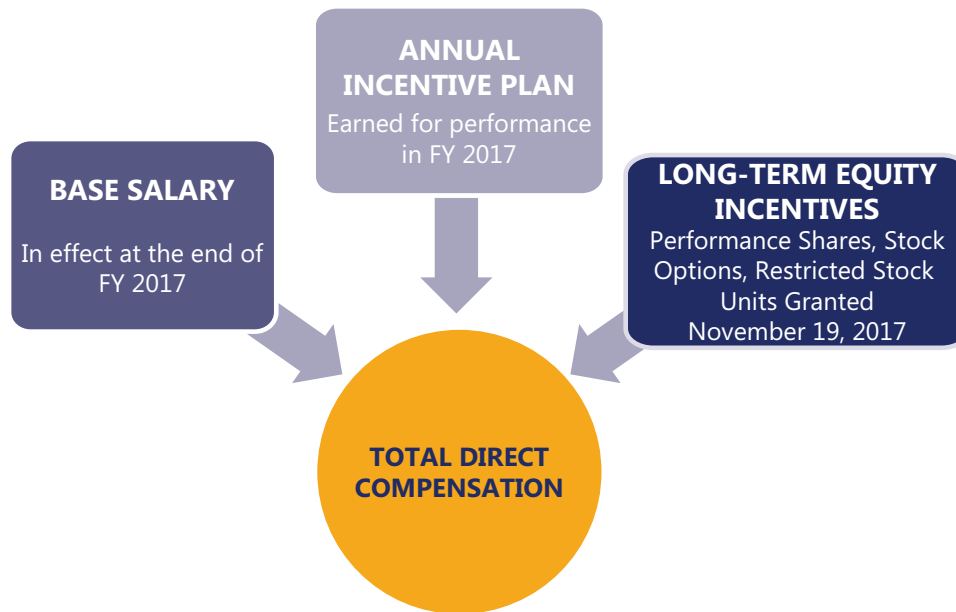 ANNUAL
INCENTIVE PLAN
Earned for performance
in FY 2017
BASE SALARY
In effect at the end of
FY 2017
LONG-TERM EQUITY
INCENTIVES
Performance Shares, Stock
Options, Restricted Stock
Units Granted
November 19, 2017
TOTAL DIRECT
COMPENSATION